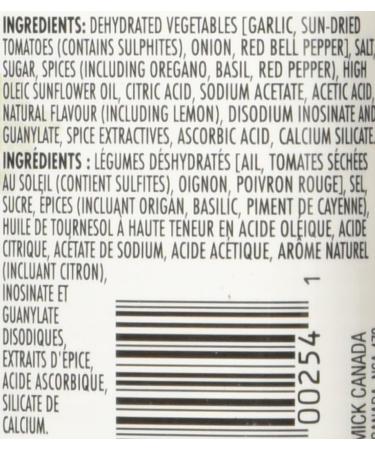 INGREDIENTS: DEHYDRATED VEGETABLES [GARLIC, SUN-DRIED
TOMATOES (CONTAINS SULPHITES), ONION, RED BELL PEPPER], SALT,
SUGAR, SPICES (INCLUDING OREGANO, BASIL, RED PEPPER), HIGH
OLEIC SUNFLOWER OIL, CITRIC ACID, SODIUM ACETATE, ACETIC ACID,
NATURAL FLAVOUR (INCLUDING LEMON), DISODIUM INOSINATE AND
GUANYLATE, SPICE EXTRACTIVES, ASCORBIC ACID, CALCIUM SILICATE.
INGRÉDIENTS : LÉGUMES DÉSHYDRATÉS [AIL, TOMATES SÉCHÉES
AU SOLEIL (CONTIENT SULFITES), OIGNON, POIVRON ROUGE], SEL,
SUCRE, ÉPICES (INCLUANT ORIGAN, BASILIC, PIMENT DE CAYENNE),
HUILE DE TOURNESOL À HAUTE TENEUR EN ACIDE OLÉIQUE, ACIDE
CITRIQUE, ACÉTATE DE SODIUM, ACIDE ACÉTIQUE, ARÔME NATUREL
(INCLUANT CITRON),
INOSINATE ET
GUANYLATE
DISODIQUES,
EXTRAITS D'ÉPICE,
ACIDE ASCORBIQUE,
SILICATE DE
CALCIUM.
00254 1
MICK CANADA
CANADA, N6A